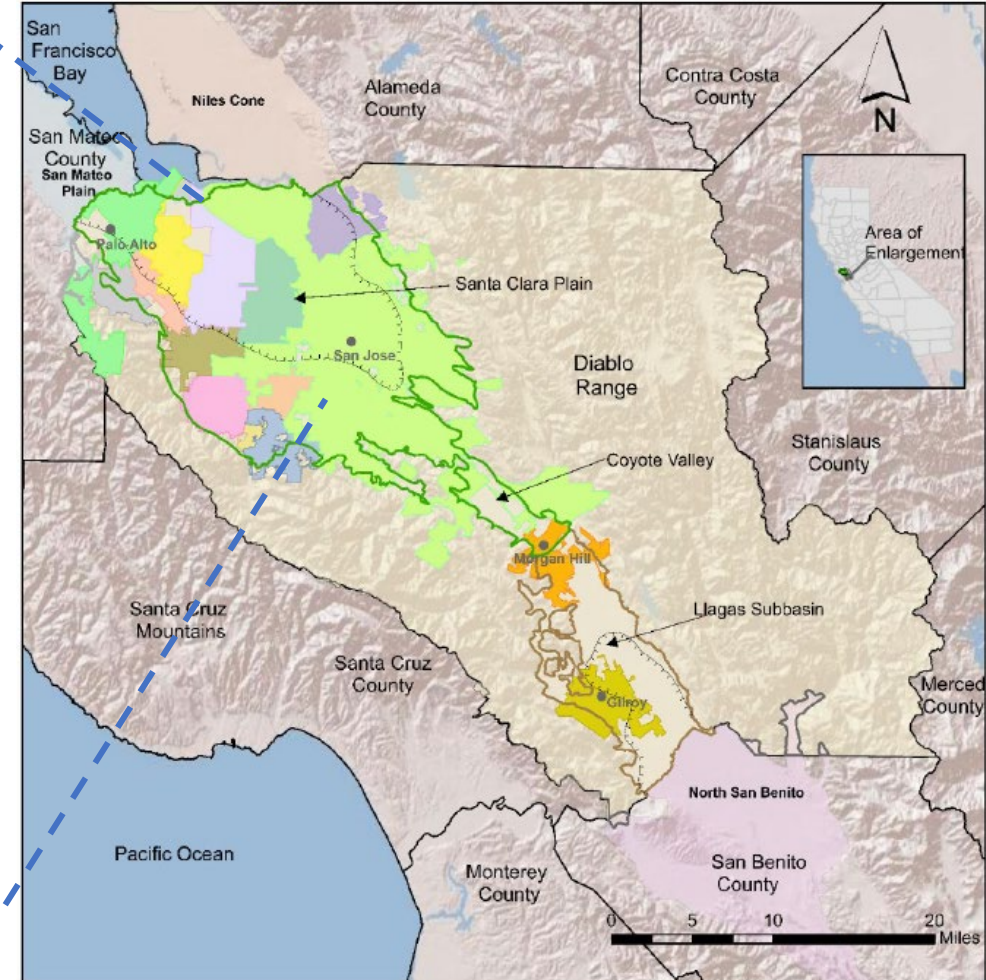 San
Francisco
Bay
Niles Cone
Alameda
County
Contra Costa
County
N
San Mateo
County
San Mateo
Plain
Palo Alto
Area of
Enlargement
Santa Clara Plain
San Jose
Diablo
Range
Stanislaus
County
Coyote Valley
Morgan Hill
Santa Cruz
Mountains
Llagas Subbasin
Santa Cruz
County
Gilroy
Merced
County
North San Benito
Pacific Ocean
Monterey
County
San Benito
County
0 5 10 20
Miles